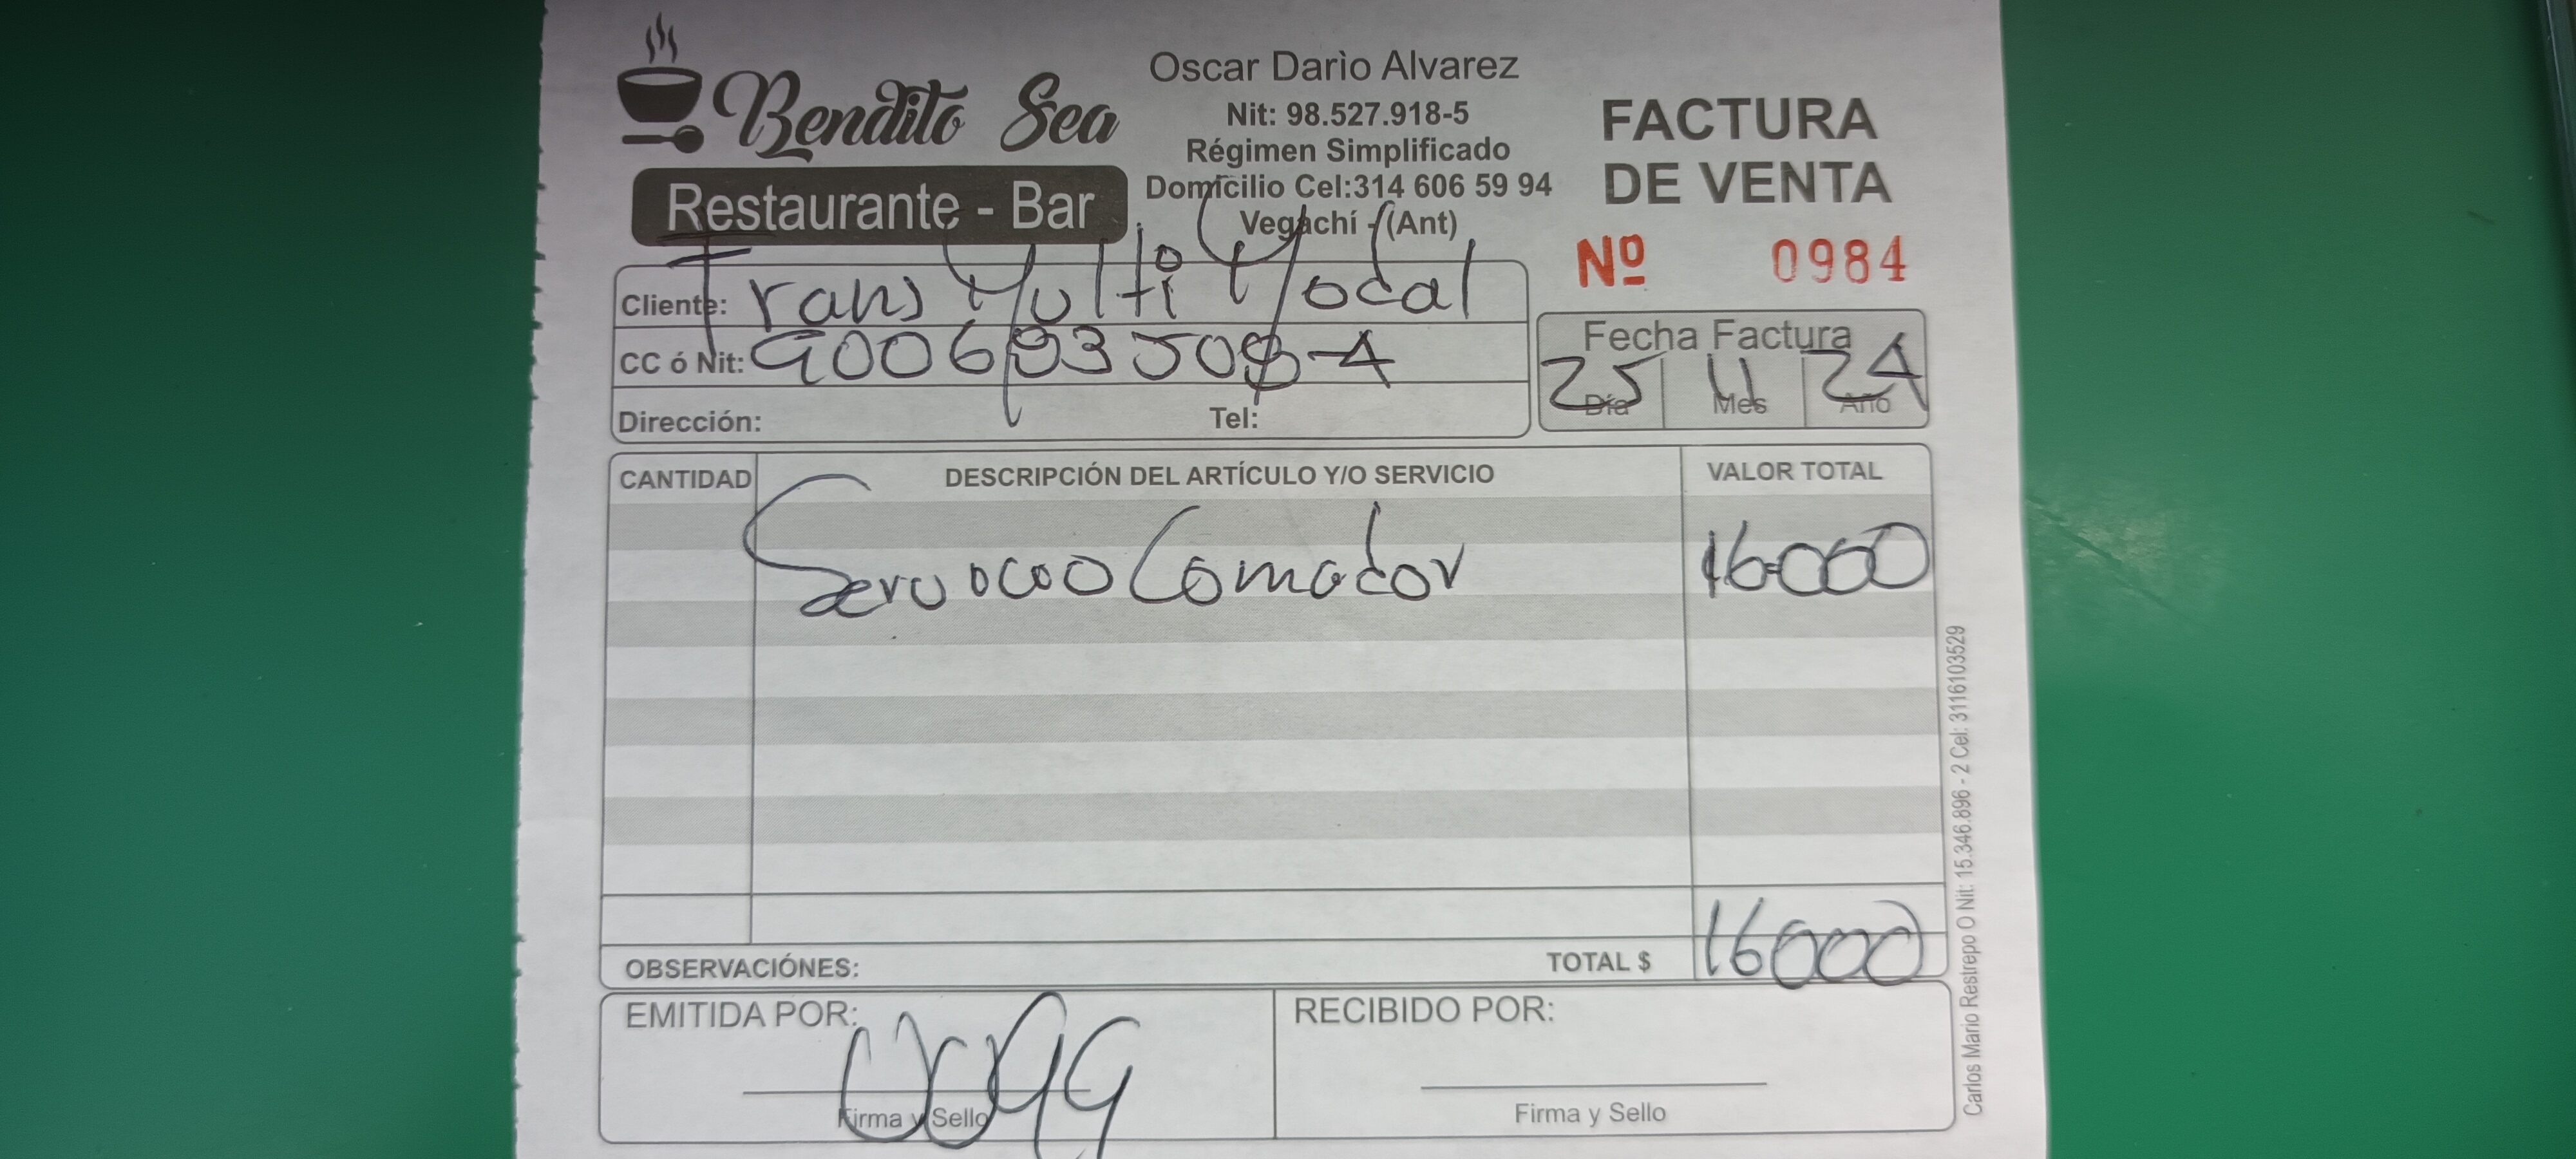 Bendito Sea
Restaurante - Bar
Oscar Darìo Alvarez
Nit: 98.527.918-5
Régimen Simplificado
Domicilio Cel:314 606 59 94
Vegachí - (Ant)
FACTURA
DE VENTA
Nº 0984
Cliente: Trans Multi Modal
CC ó Nit: 900693508-4
Dirección: Tel:
Fecha Factura
25 11 24
Día Mes Año
CANTIDAD DESCRIPCIÓN DEL ARTÍCULO Y/O SERVICIO VALOR TOTAL
Comador 16000
OBSERVACIÓNES: TOTAL $ 16000
EMITIDA POR: RECIBIDO POR:
Firma y Sello Firma y Sello
Carlos Mario Restrepo O Nit: 15.346.896 - 2 Cel: 3116103529